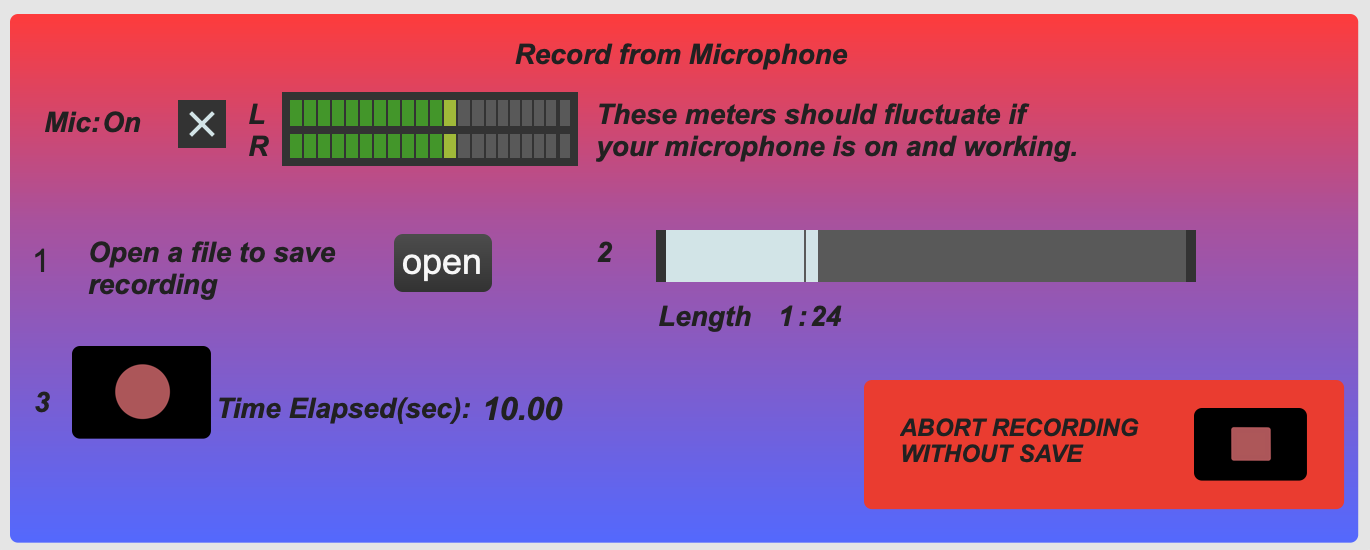 Record from Microphone
Mic:On
L
R
These meters should fluctuate if
your microphone is on and working.
1
Open a file to save
recording
open
2
Length 1:24
3
Time Elapsed(sec): 10.00
ABORT RECORDING
WITHOUT SAVE